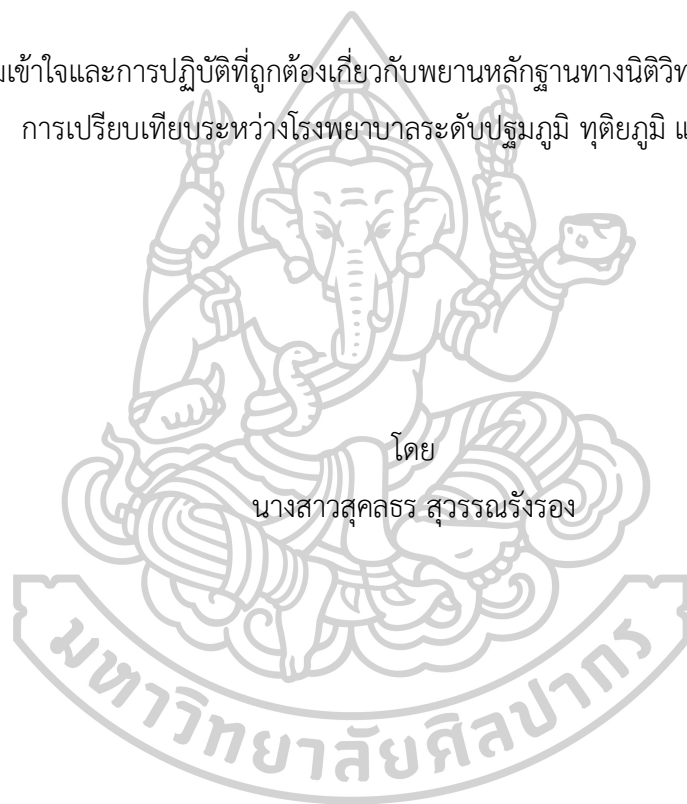 เข้าใจและการปฏิบัติที่ถูกต้องเกี่ยวกับพยานหลักฐานทางนิติวิท
การเปรียบเทียบระหว่างโรงพยาบาลระดับปฐมภูมิ ทุติยภูมิ แ
โดย
นางสาวสุคลธร สุวรรณรังรอง
มหาวิทยาลัยศิลปากร